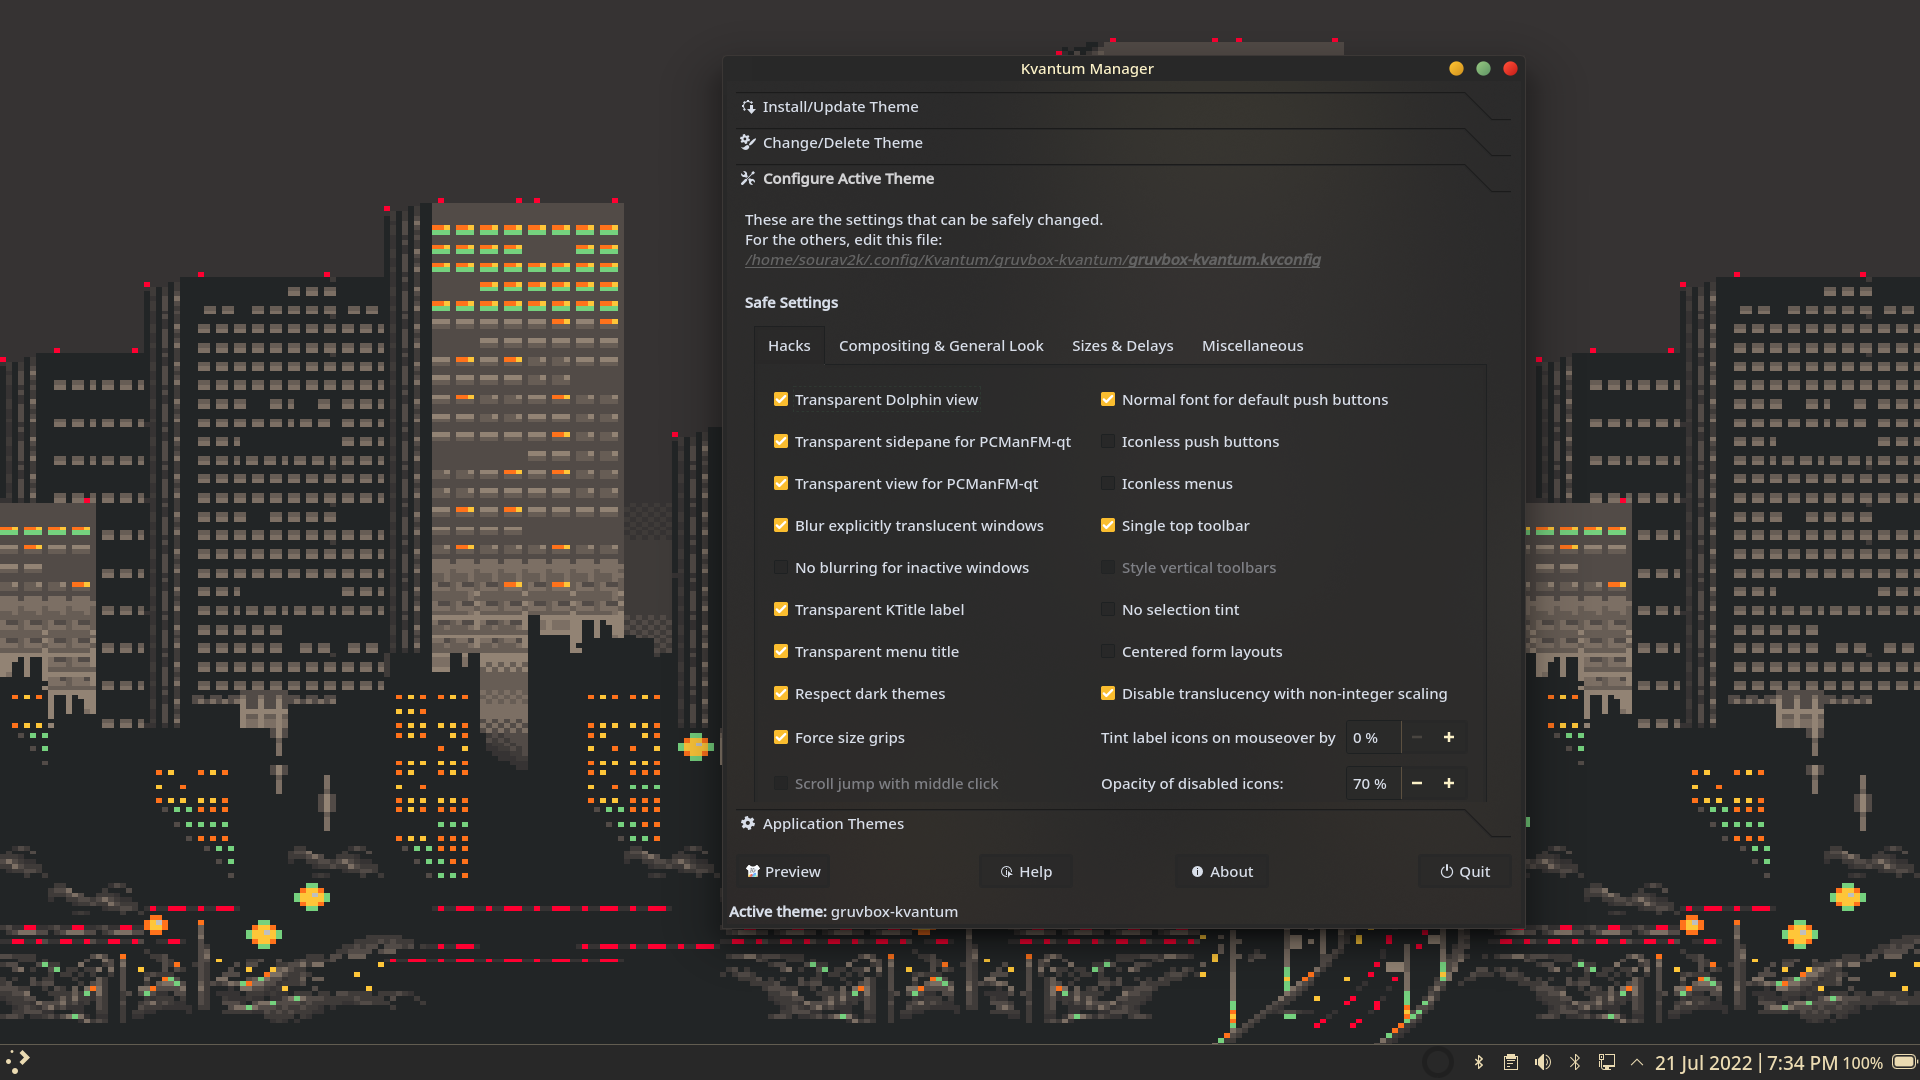 Kvantum Manager
Install/Update Theme
Change/Delete Theme
Configure Active Theme
These are the settings that can be safely changed.
For the others, edit this file:
/home/sourav2k/.config/Kvantum/gruvbox-kvantum/gruvbox-kvantum.kvconfig
Safe Settings
Hacks Compositing & General Look Sizes & Delays Miscellaneous
Transparent Dolphin view Normal font for default push buttons
Transparent sidepane for PCManFM-qt Iconless push buttons
Transparent view for PCManFM-qt Iconless menus
Blur explicitly translucent windows Single top toolbar
No blurring for inactive windows Style vertical toolbars
Transparent KTitle label No selection tint
Transparent menu title Centered form layouts
Respect dark themes Disable translucency with non-integer scaling
Force size grips Tint label icons on mouseover by 0 %
Scroll jump with middle click Opacity of disabled icons: 70 %
Application Themes
Preview Help About Quit
Active theme: gruvbox-kvantum
21 Jul 2022 | 7:34 PM 100%